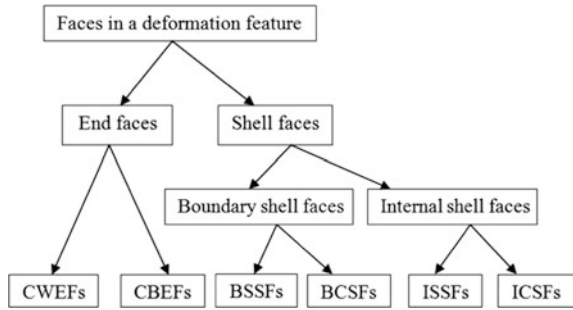 Faces in a deformation feature
End faces
Shell faces
Boundary shell faces
Internal shell faces
CWEFs
CBEFs
BSSFs
BCSFs
ISSFs
ICSFs